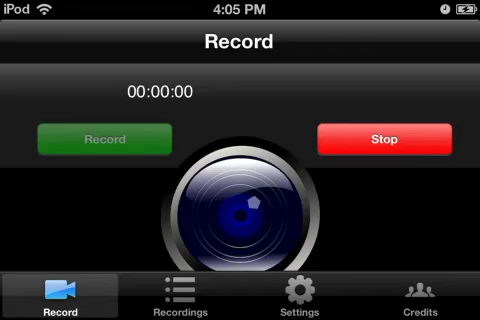 iPod 4:05 PM
Record
00:00:00
Record Stop
Record Recordings Settings Credits